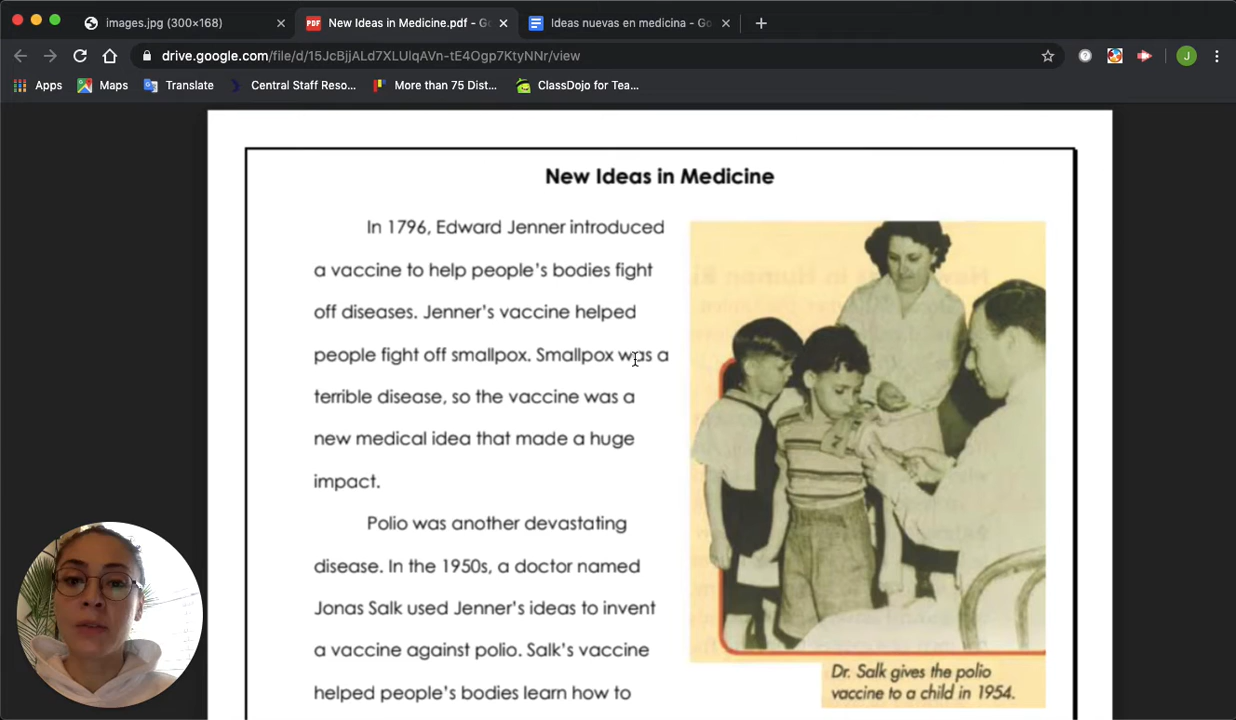 images.jpg (300×168)
PDF
New Ideas in Medicine.pdf - Go
Ideas nuevas en medicina - Go
drive.google.com/file/d/15JcBjjALd7XLUlqAVn-tE4Ogp7KtyNNr/view
J
Apps
Maps
Translate
Central Staff Reso...
More than 75 Dist...
ClassDojo for Tea...
New Ideas in Medicine
In 1796, Edward Jenner introduced
a vaccine to help people's bodies fight
off diseases. Jenner's vaccine helped
people fight off smallpox. Smallpox was a
terrible disease, so the vaccine was a
new medical idea that made a huge
impact.
Polio was another devastating
disease. In the 1950s, a doctor named
Jonas Salk used Jenner's ideas to invent
a vaccine against polio. Salk's vaccine
helped people's bodies learn how to
Dr. Salk gives the polio
vaccine to a child in 1954.